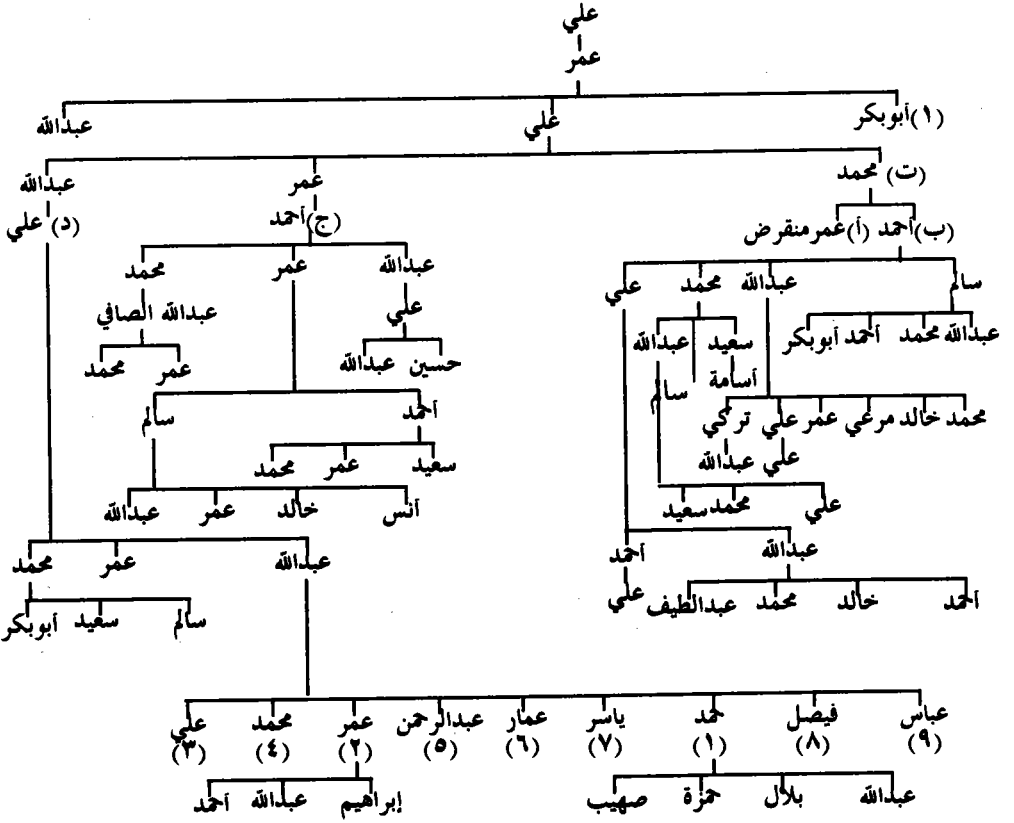 علي
عمر
(١) أبوبكر علي عبدالله
(ت) محمد عمر عبدالله
(ب) أحمد (أ) عمر منقرض (ج) أحمد (د) علي
سالم عبدالله محمد علي عبدالله عمر محمد
عبدالله محمد أحمد أبوبكر سعيد عبدالله علي عبدالله الصافي
أسامة سالم حسين عبدالله عمر محمد
محمد خالد مرعي عمر علي تركي أحمد سالم
علي عبدالله سعيد عمر محمد
علي محمد سعيد أنس خالد عمر عبدالله
عبدالله أحمد عبدالله عمر محمد
أحمد خالد محمد عبدالطيف علي سالم سعيد أبوبكر
عباس فيصل حمد ياسر عمار عبدالرحمن عمر محمد علي
(٩) (٨) (١) (٧) (٦) (٥) (٢) (٤) (٣)
عبدالله بلال حمزة صهيب إبراهيم عبدالله أحمد